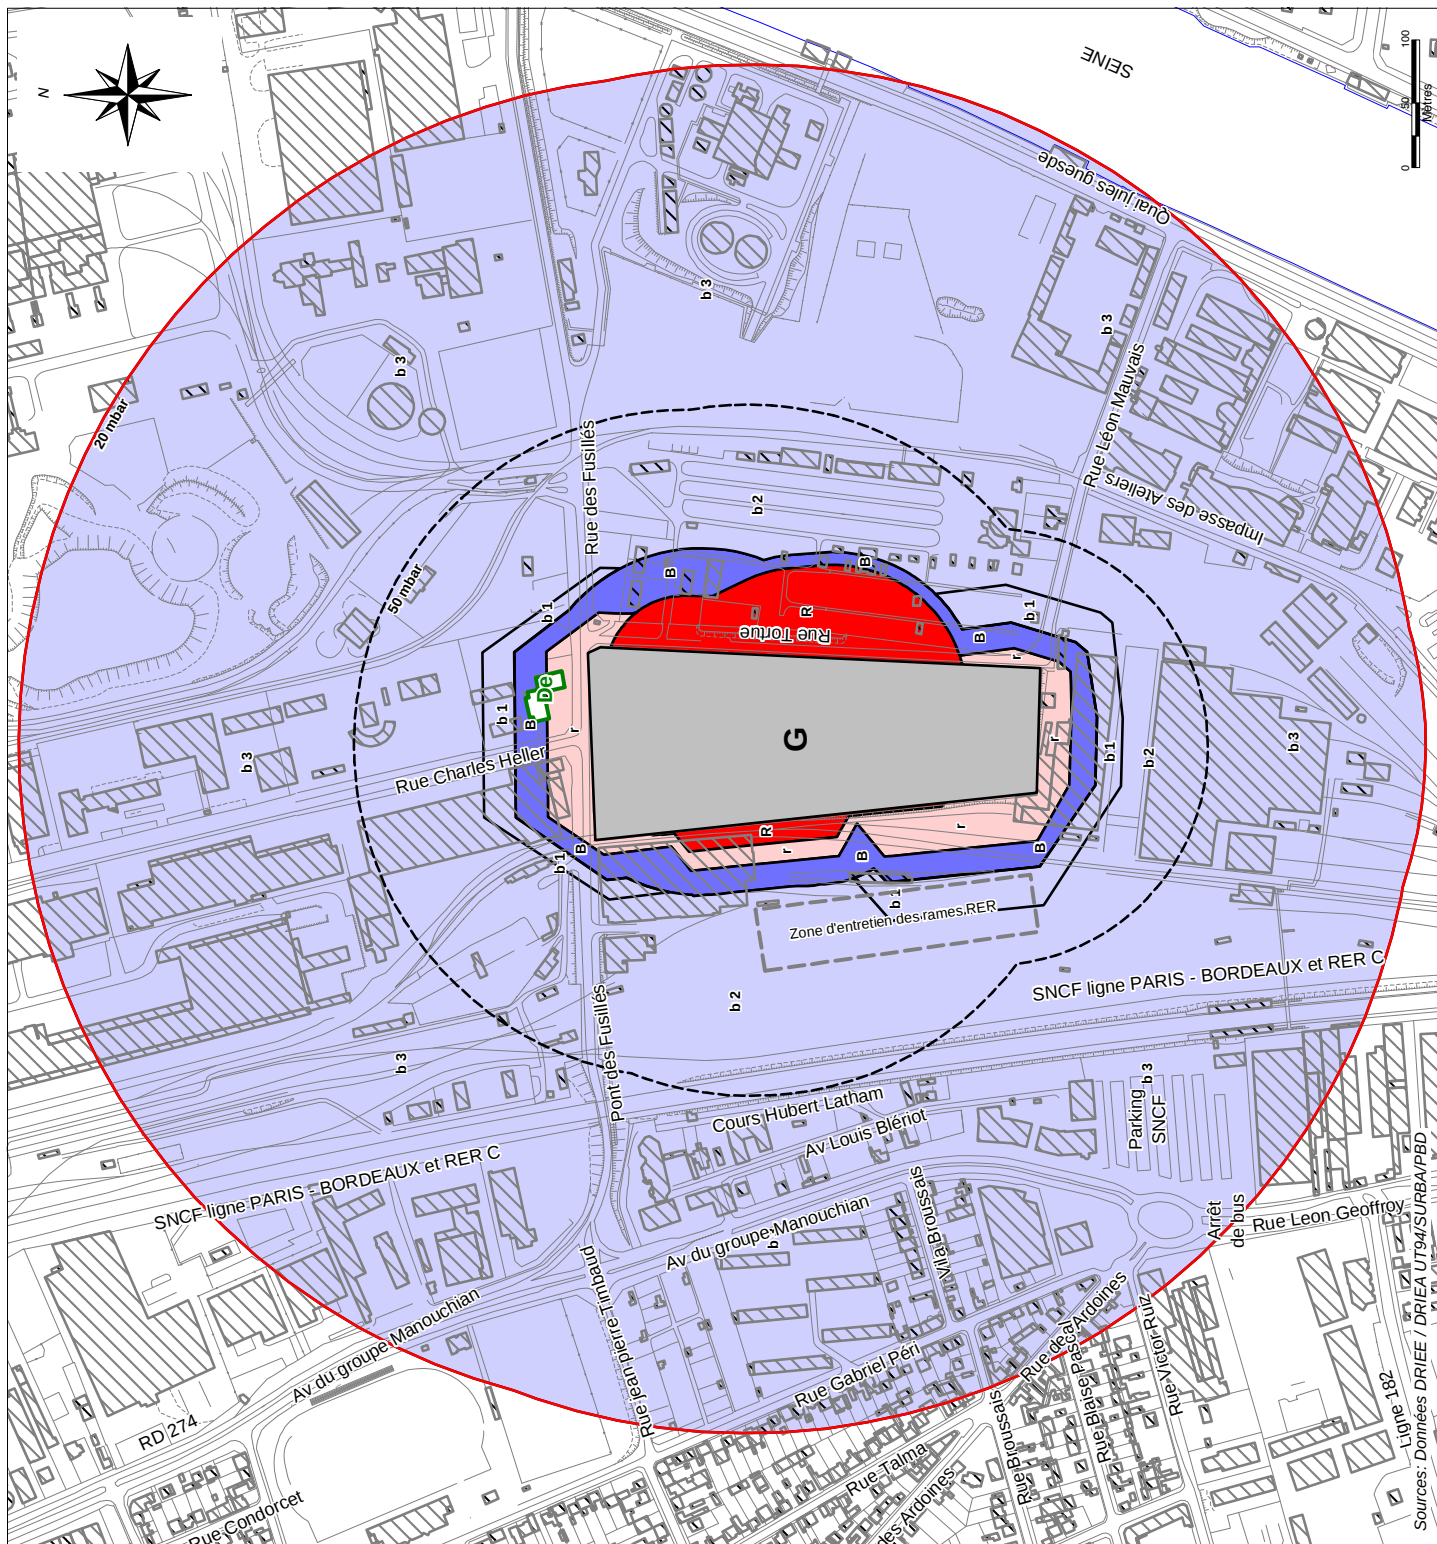 N
SEINE
100
50
0
Mètres
Quai jules guesde
20 mbar
b 3
b 3
b 3
Rue Léon Mauvais
Impasse des Ateliers
Rue des Fusillés
50 mbar
b2
B
B
b 1
b 1
R
Rue Tortue
B
r
De
b 1
B
r
G
r
b 1
b2
b 3
b 3
Rue Charles Heller
R
r
r
B
b 1
B
B
b 1
Zone d'entretien des rames RER
SNCF ligne PARIS - BORDEAUX et RER C
b 2
Pont des Fusillés
b 3
b 3
Parking
SNCF
Cours Hubert Latham
Av Louis Blériot
SNCF ligne PARIS - BORDEAUX et RER C
Av du groupe Manouchian
b
Villa Broussais
Arrêt
de bus
Rue Leon Geoffroy
Av du groupe Manouchian
Rue jean pierre Timbaud
Rue Gabriel Péri
Rue Blaise Pascal
Rue Victor Ruiz
RD 274
Rue Condorcet
Rue Talma
des Ardoines
Rue Broussais
Ligne 182
Sources: Données DRIEE / DRIEA UT94/SURBA/PBD